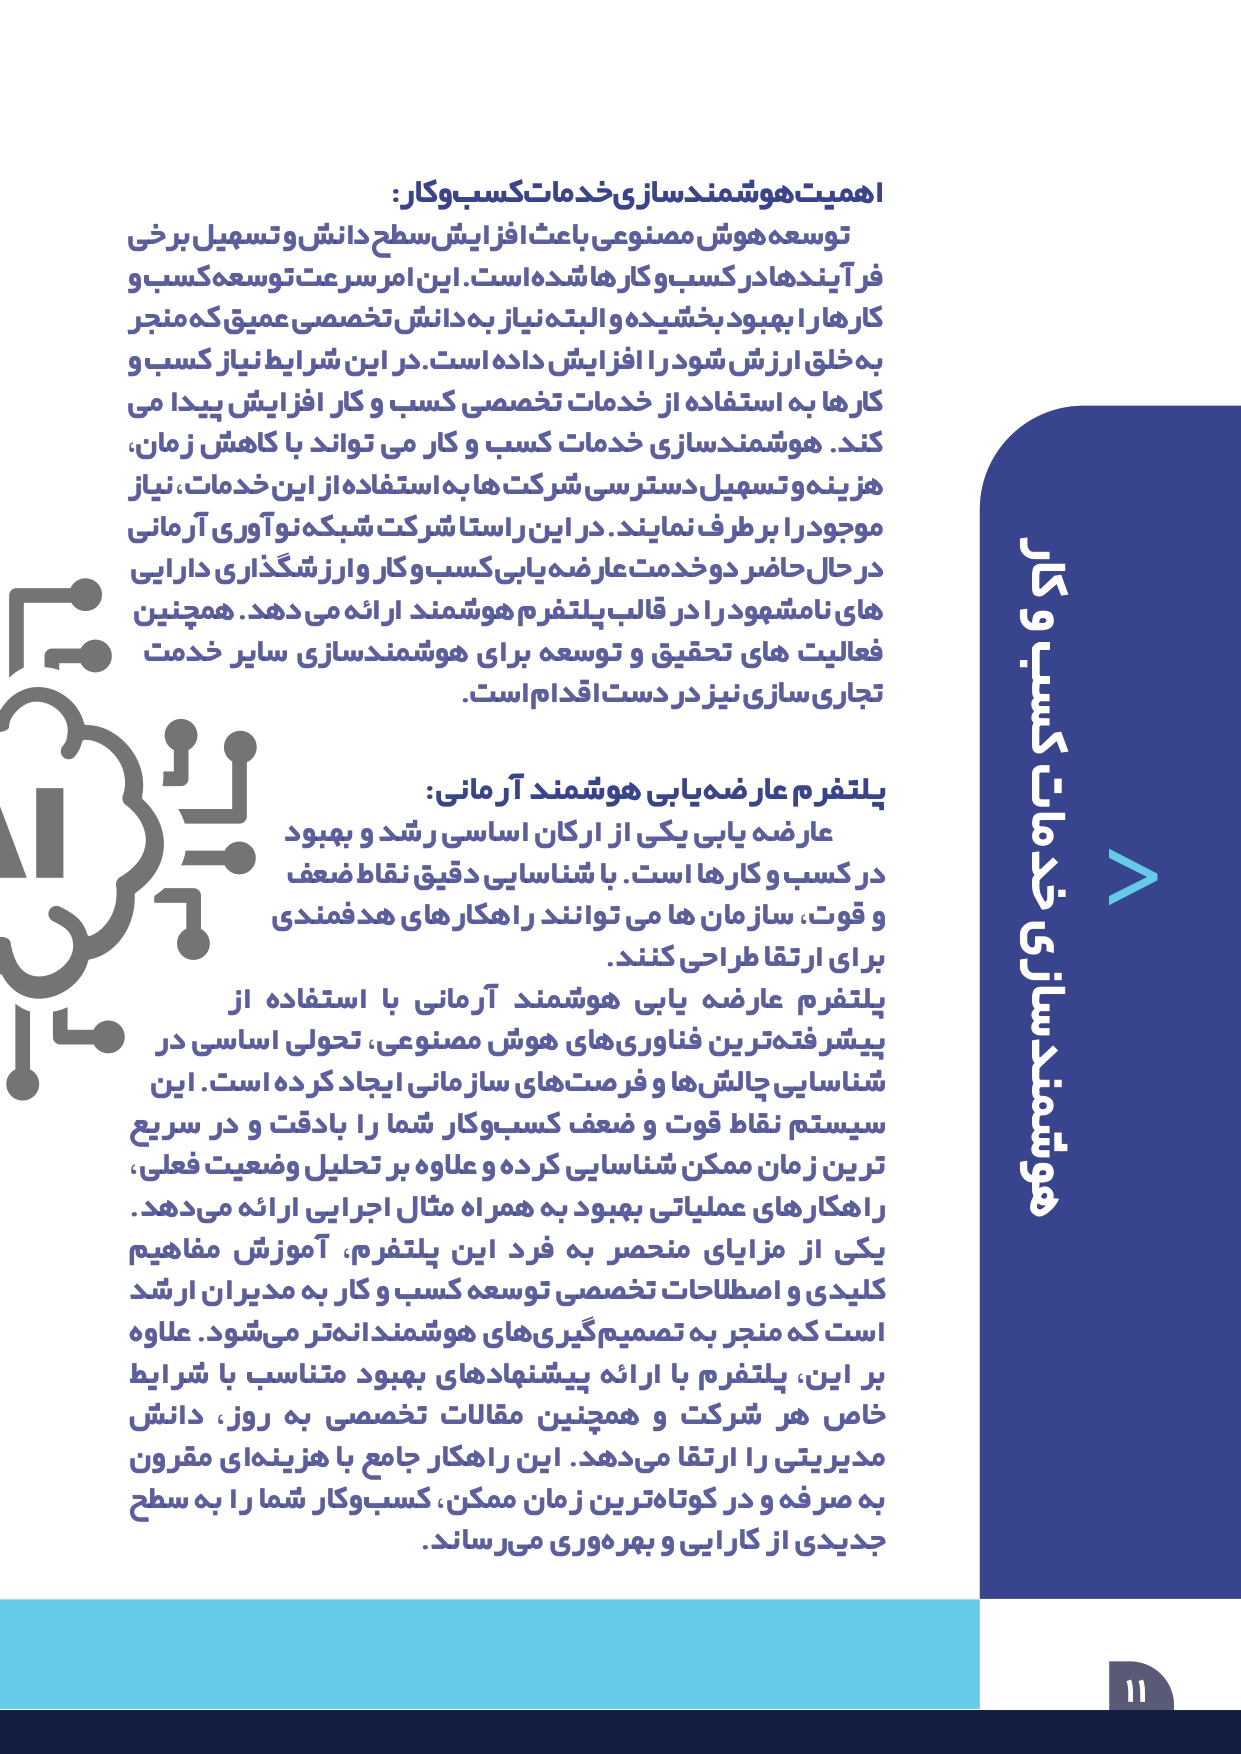 اهمیت هوشمندسازی خدمات کسب‌وکار:
توسعه هوش مصنوعی باعث افزایش سطح دانش و تسهیل برخی
فرآیندها در کسب و کارها شده است. این امر سرعت توسعه کسب و
کارها را بهبود بخشیده و البته نیاز به دانش تخصصی عمیق که منجر
به خلق ارزش شود را افزایش داده است. در این شرایط نیاز کسب و
کارها به استفاده از خدمات تخصصی کسب و کار افزایش پیدا می
کند. هوشمندسازی خدمات کسب و کار می تواند با کاهش زمان،
هزینه و تسهیل دسترسی شرکت ها به استفاده از این خدمات، نیاز
موجود را برطرف نمایند. در این راستا شرکت شبکه نوآوری آرمانی
در حال حاضر دو خدمت عارضه یابی کسب و کار و ارزشگذاری دارایی
های نامشهود را در قالب پلتفرم هوشمند ارائه می دهد. همچنین
فعالیت های تحقیق و توسعه برای هوشمندسازی سایر خدمت
تجاری سازی نیز در دست اقدام است.
پلتفرم عارضه‌یابی هوشمند آرمانی:
عارضه یابی یکی از ارکان اساسی رشد و بهبود
در کسب و کارها است. با شناسایی دقیق نقاط ضعف
و قوت، سازمان ها می توانند راهکارهای هدفمندی
برای ارتقا طراحی کنند.
پلتفرم عارضه یابی هوشمند آرمانی با استفاده از
پیشرفته‌ترین فناوری‌های هوش مصنوعی، تحولی اساسی در
شناسایی چالش‌ها و فرصت‌های سازمانی ایجاد کرده است. این
سیستم نقاط قوت و ضعف کسب‌وکار شما را بادقت و در سریع
ترین زمان ممکن شناسایی کرده و علاوه بر تحلیل وضعیت فعلی،
راهکارهای عملیاتی بهبود به همراه مثال اجرایی ارائه می‌دهد.
یکی از مزایای منحصر به فرد این پلتفرم، آموزش مفاهیم
کلیدی و اصطلاحات تخصصی توسعه کسب و کار به مدیران ارشد
است که منجر به تصمیم‌گیری‌های هوشمندانه‌تر می‌شود. علاوه
بر این، پلتفرم با ارائه پیشنهادهای بهبود متناسب با شرایط
خاص هر شرکت و همچنین مقالات تخصصی به روز، دانش
مدیریتی را ارتقا می‌دهد. این راهکار جامع با هزینه‌ای مقرون
به صرفه و در کوتاه‌ترین زمان ممکن، کسب‌وکار شما را به سطح
جدیدی از کارایی و بهره‌وری می‌رساند.
هوشمندسازی خدمات کسب و کار
>
AI
۱۱